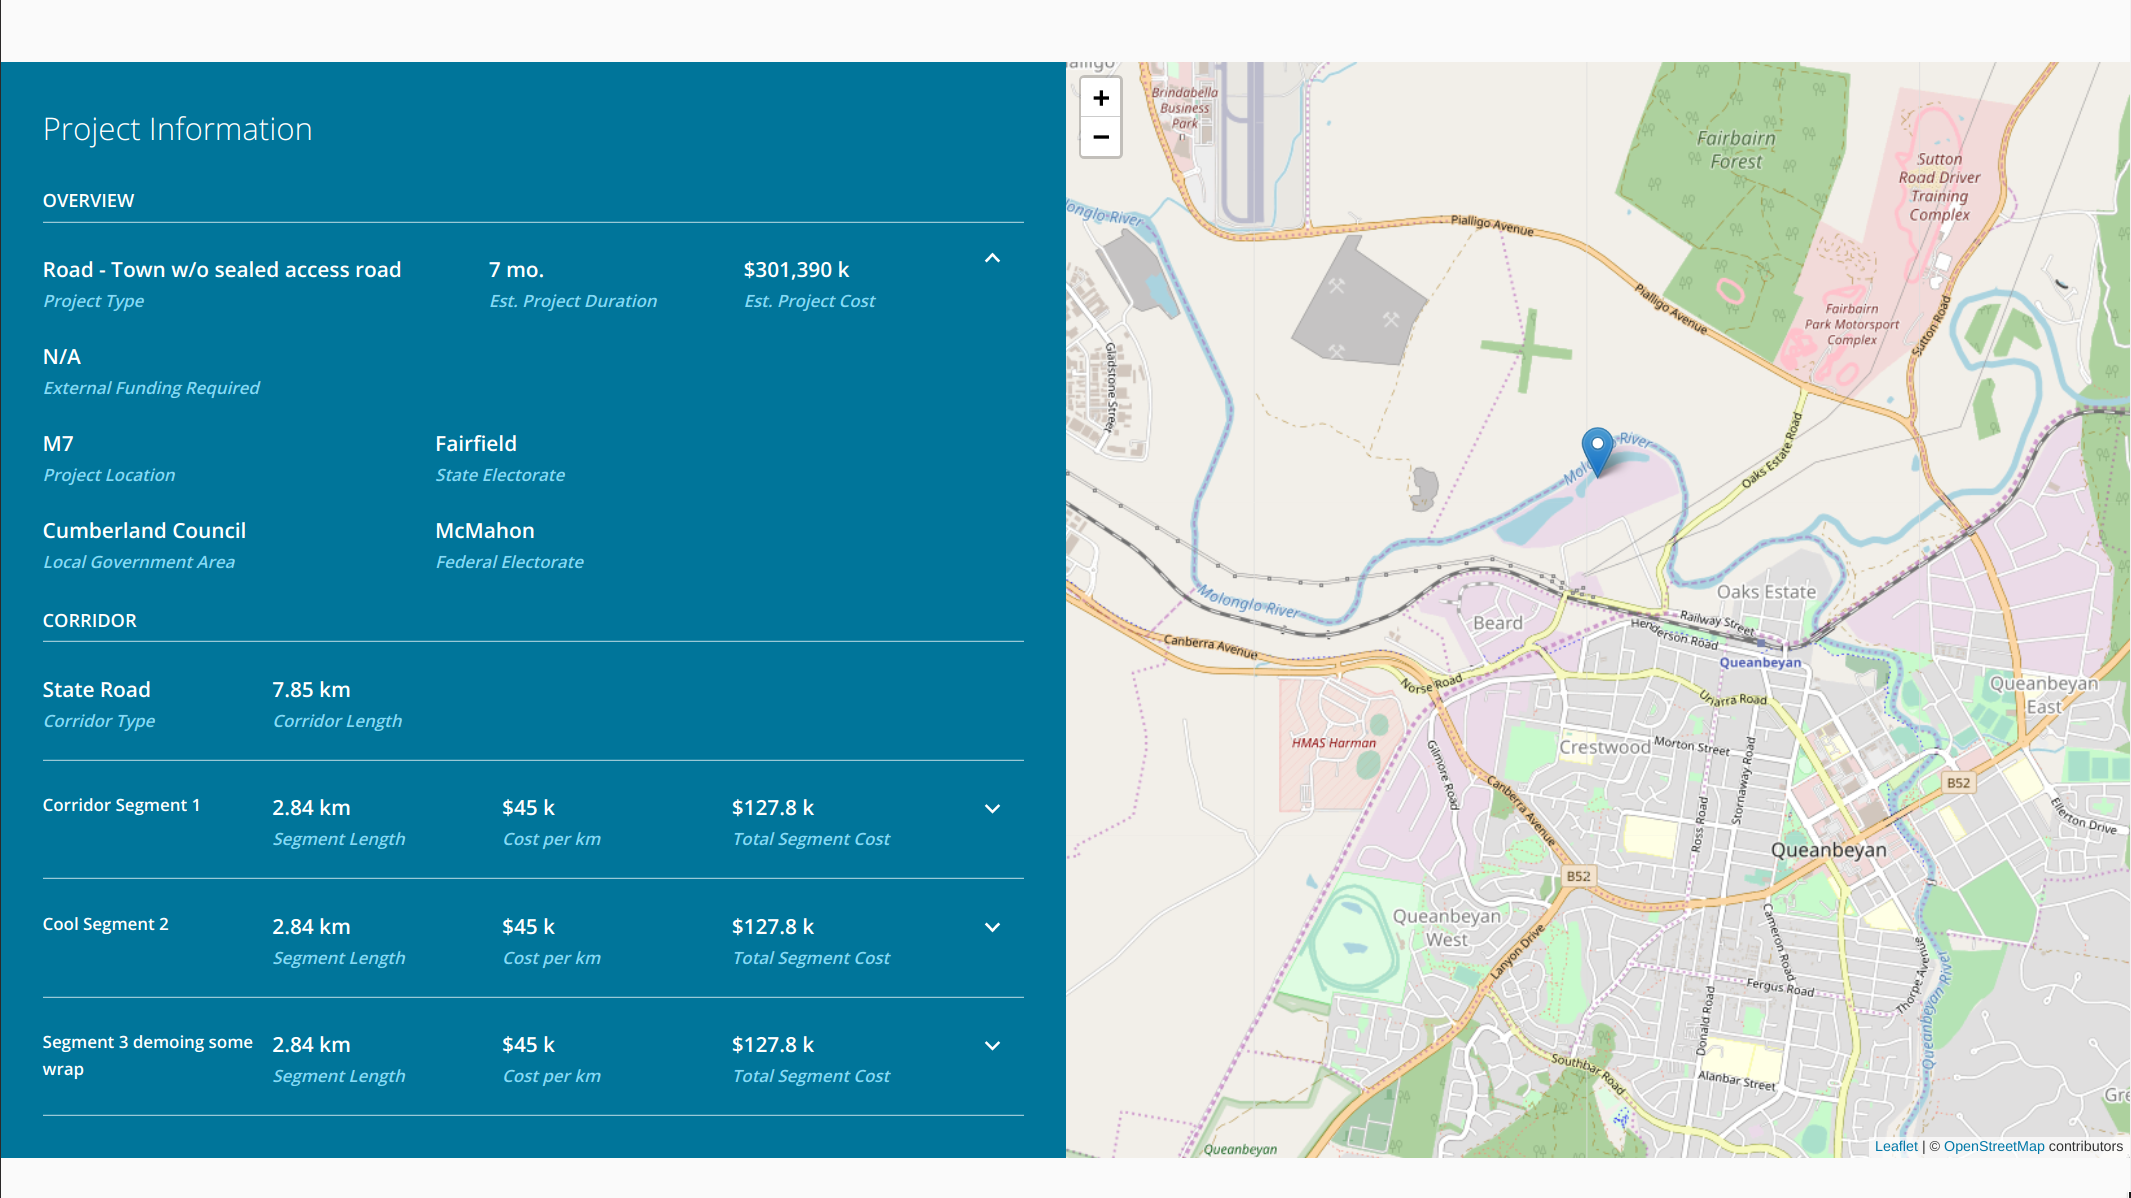 Project Information
OVERVIEW
Road - Town w/o sealed access road
Project Type
7 mo.
Est. Project Duration
$301,390 k
Est. Project Cost
N/A
External Funding Required
M7
Project Location
Fairfield
State Electorate
Cumberland Council
Local Government Area
McMahon
Federal Electorate
CORRIDOR
State Road
Corridor Type
7.85 km
Corridor Length
Corridor Segment 1
2.84 km
Segment Length
$45 k
Cost per km
$127.8 k
Total Segment Cost
Cool Segment 2
2.84 km
Segment Length
$45 k
Cost per km
$127.8 k
Total Segment Cost
Segment 3 demoing some
wrap
2.84 km
Segment Length
$45 k
Cost per km
$127.8 k
Total Segment Cost
+
−
Brindabella
Business
Park
Fairbairn
Forest
Sutton
Road Driver
Training
Complex
onglo River
Pialligo Avenue
Pialligo Avenue
Fairbairn
Park Motorsport
Complex
Sutton Road
Gladstone Street
River
Oaks Estate Road
Molonglo River
Oaks Estate
Beard
Railway Street
Henderson Road
Queanbeyan
Canberra Avenue
Norse Road
Uriarra Road
Queanbeyan
East
HMAS Harman
Crestwood
Morton Street
Gilmore Road
Stornaway Road
Ross Road
Canberra Avenue
B52
Ellerton Drive
Queanbeyan
B52
Queanbeyan
West
Lanyon Drive
Cameron Road
Thorpe Avenue
Fergus Road
Donald Road
Queanbeyan River
Southbar Road
Alanbar Street
Gre
Queanbeyan
Leaflet | © OpenStreetMap contributors